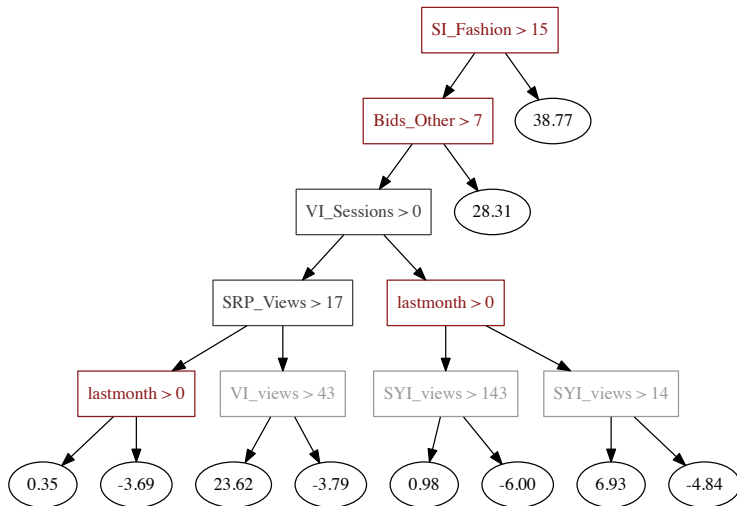 SI_Fashion > 15
Bids_Other > 7
38.77
VI_Sessions > 0
28.31
SRP_Views > 17
lastmonth > 0
lastmonth > 0
VI_views > 43
SYI_views > 143
SYI_views > 14
0.35
-3.69
23.62
-3.79
0.98
-6.00
6.93
-4.84